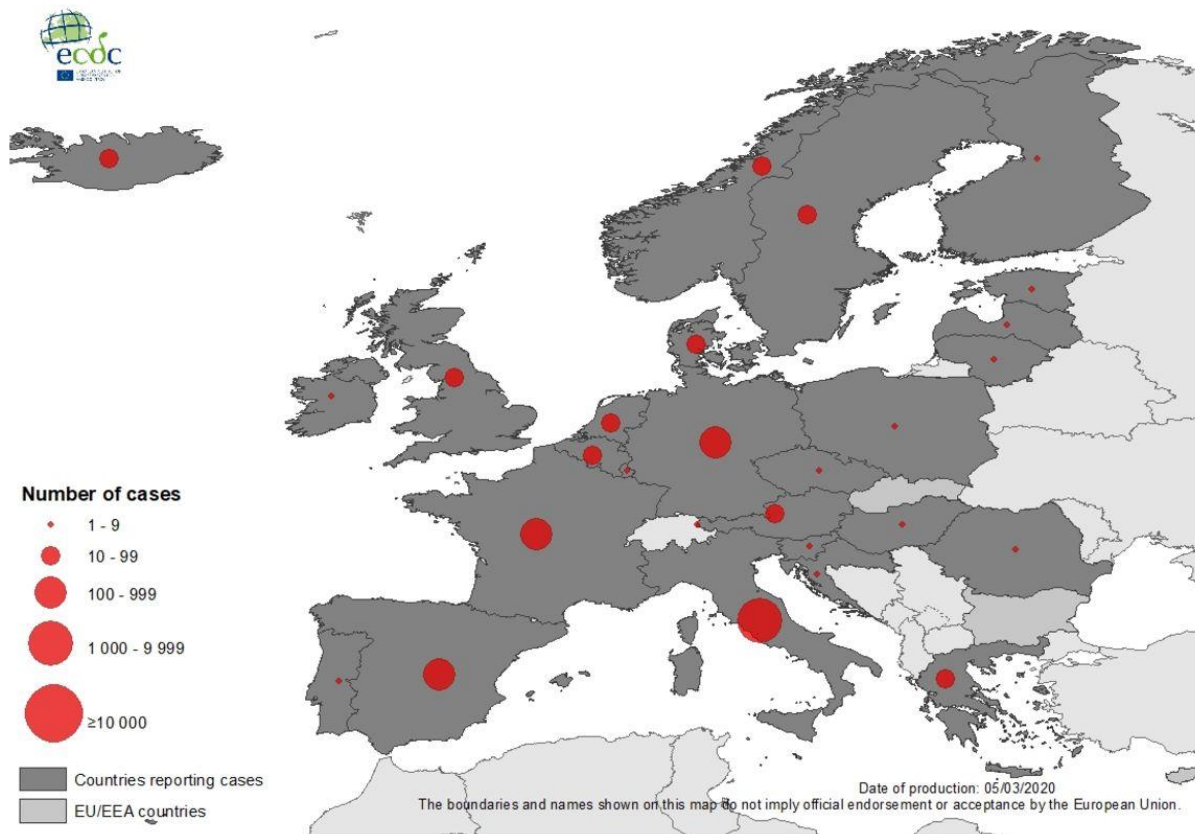 ecdc
Number of cases
1 - 9
10 - 99
100 - 999
1 000 - 9 999
≥10 000
Countries reporting cases
EU/EEA countries
Date of production: 05/03/2020
The boundaries and names shown on this map do not imply official endorsement or acceptance by the European Union.